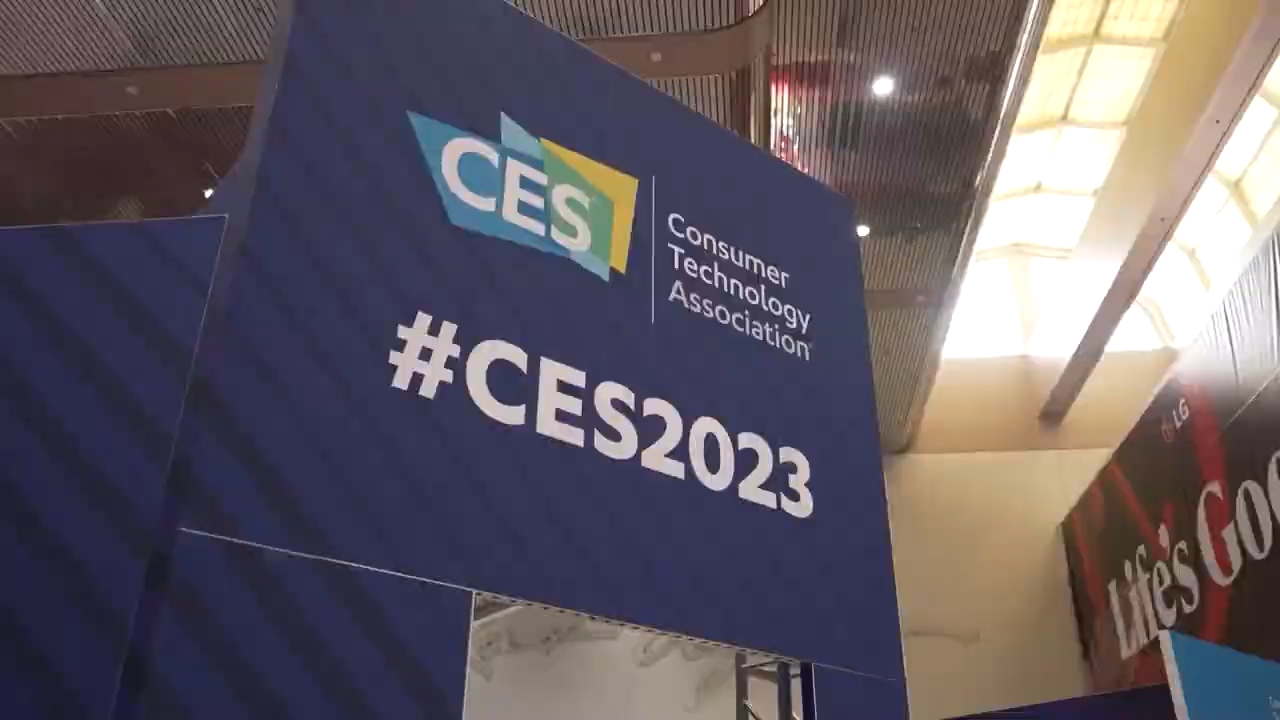 CES
Consumer
Technology
Association
#CES2023
LG
Life's Goo